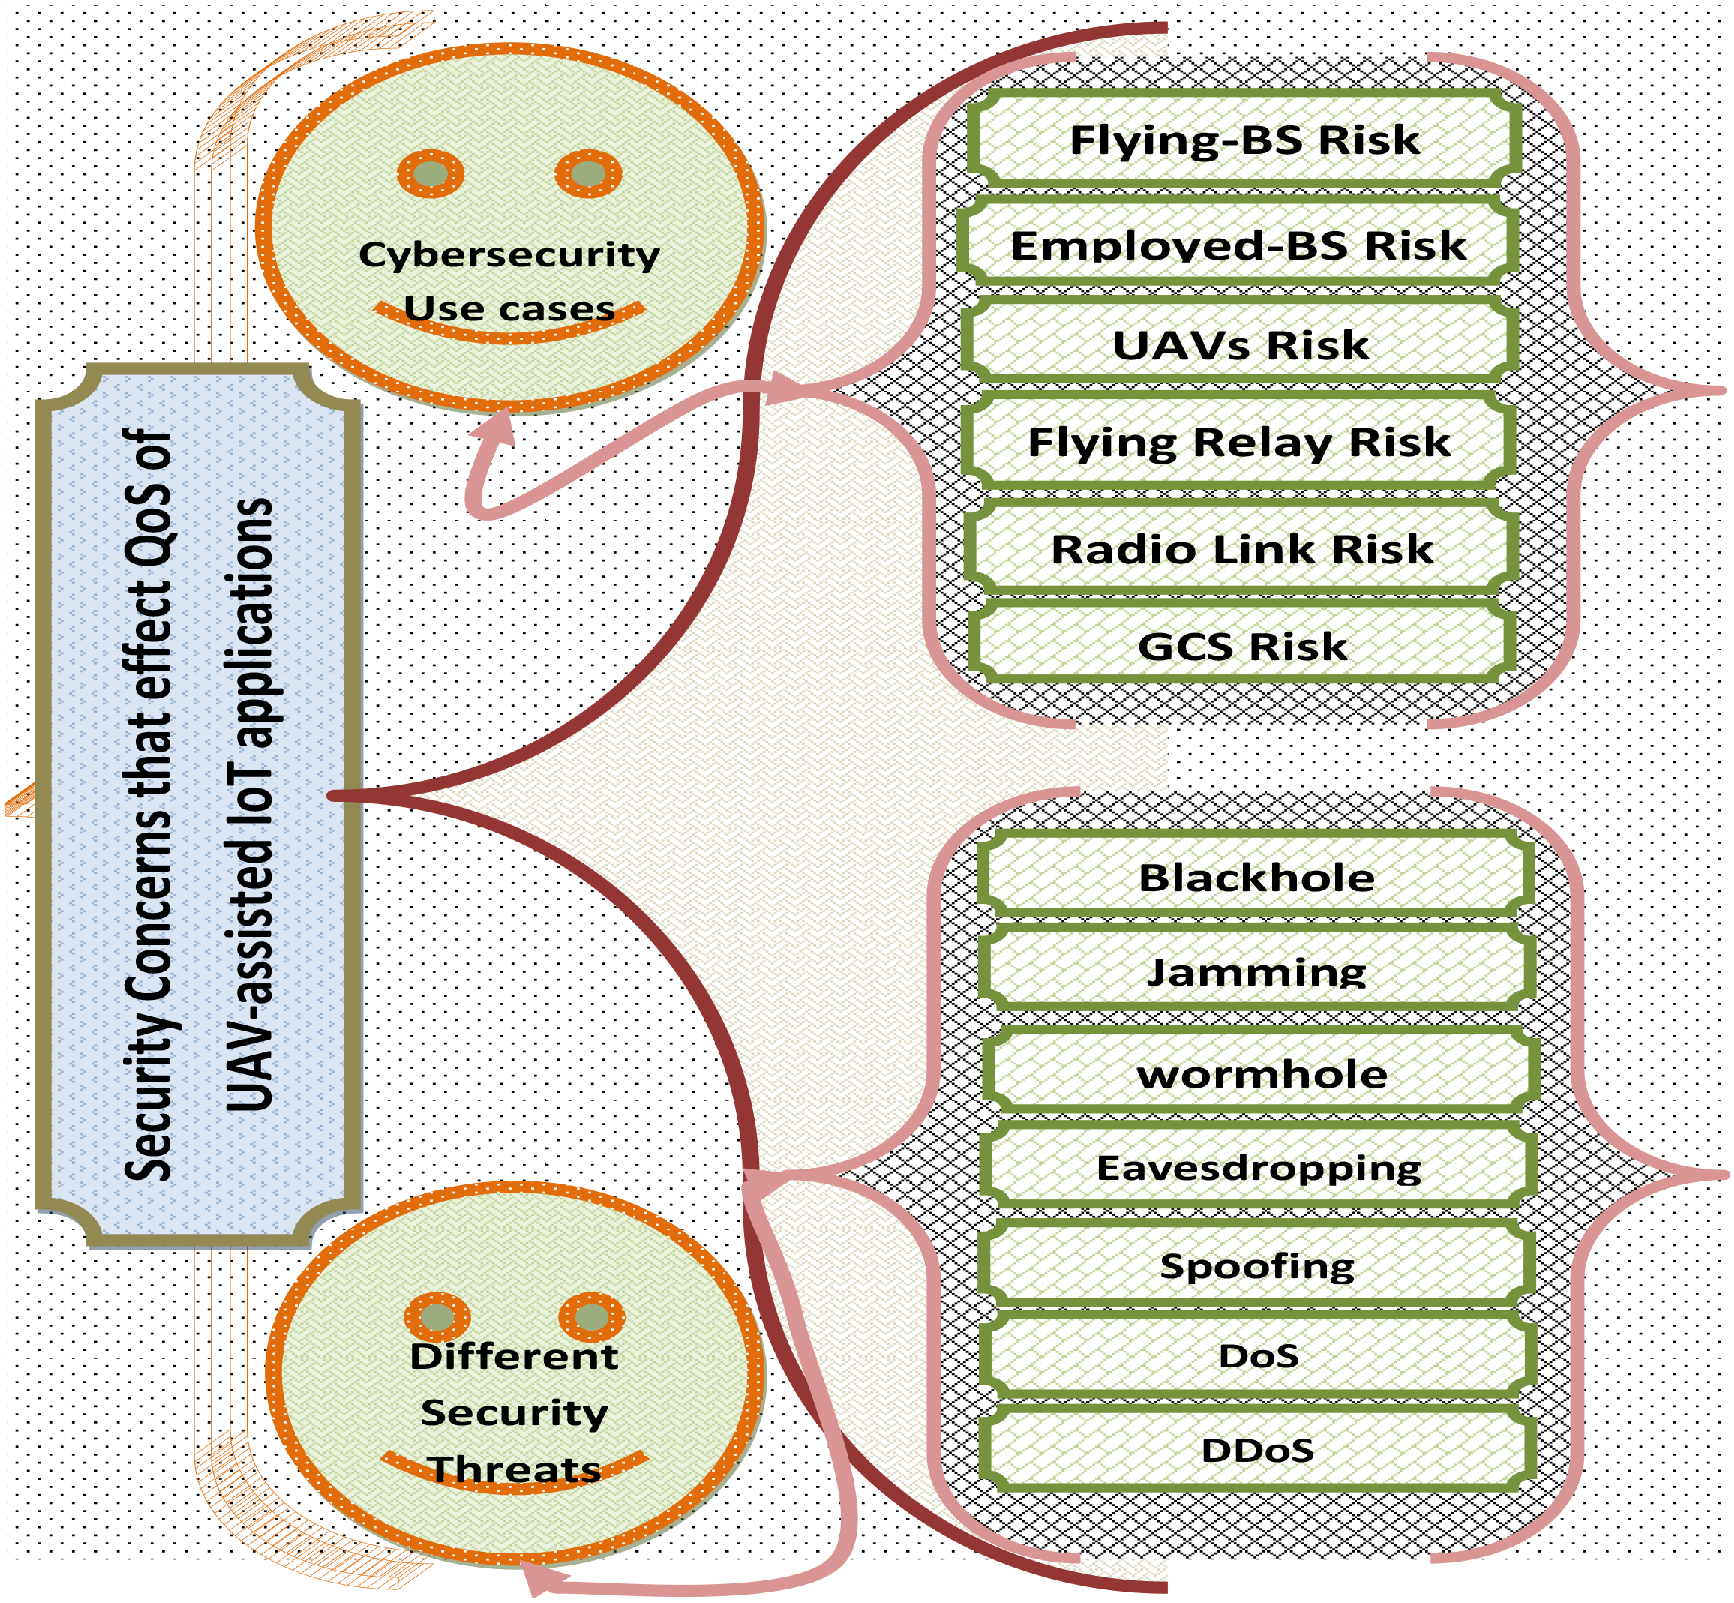 Security Concerns that effect QoS of
UAV-assisted IoT applications
Cybersecurity
Use cases
Flying-BS Risk
Employed-BS Risk
UAVs Risk
Flying Relay Risk
Radio Link Risk
GCS Risk
Different
Security
Threats
Blackhole
Jamming
wormhole
Eavesdropping
Spoofing
DoS
DDoS